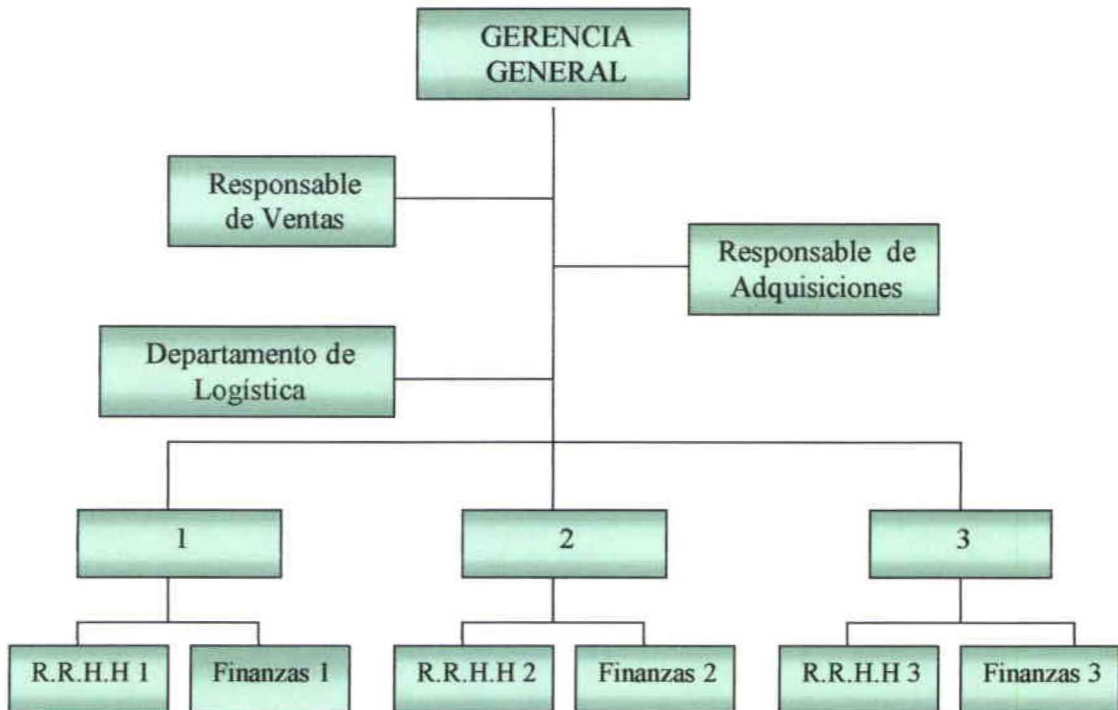 GERENCIA
GENERAL
Responsable
de Ventas
Responsable de
Adquisiciones
Departamento de
Logística
1
2
3
R.R.H.H 1
Finanzas 1
R.R.H.H 2
Finanzas 2
R.R.H.H 3
Finanzas 3